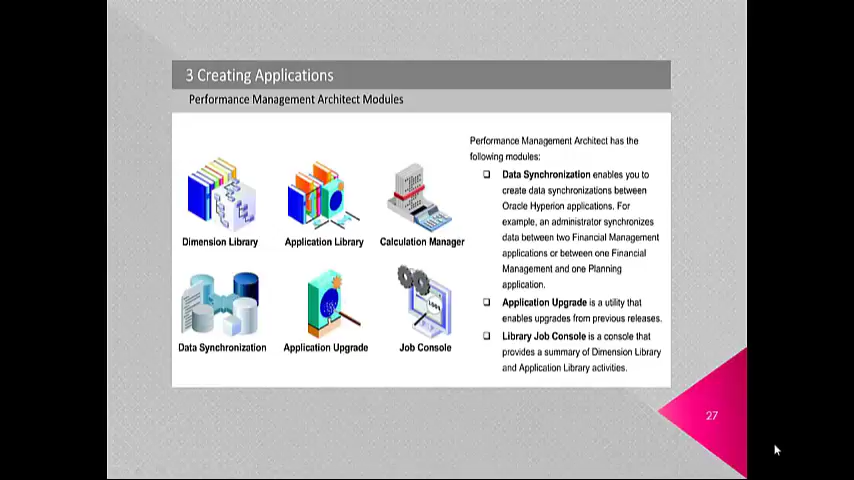 3 Creating Applications
Performance Management Architect Modules
Dimension Library
Application Library
Calculation Manager
Data Synchronization
Application Upgrade
Job Console
Performance Management Architect has the
following modules:
❑ Data Synchronization enables you to
create data synchronizations between
Oracle Hyperion applications. For
example, an administrator synchronizes
data between two Financial Management
applications or between one Financial
Management and one Planning
application.
❑ Application Upgrade is a utility that
enables upgrades from previous releases.
❑ Library Job Console is a console that
provides a summary of Dimension Library
and Application Library activities.
27